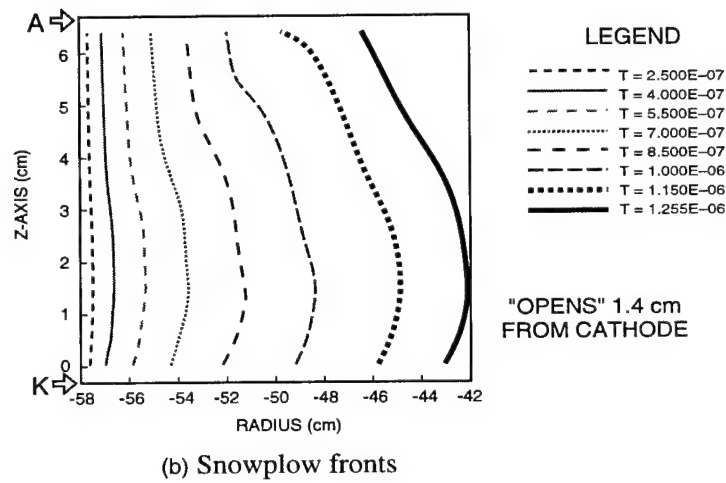 A
6
5
4
3
2
1
0
K
Z-AXIS (cm)
-58 -56 -54 -52 -50 -48 -46 -44 -42
RADIUS (cm)
LEGEND
T = 2.500E–07
T = 4.000E–07
T = 5.500E–07
T = 7.000E–07
T = 8.500E–07
T = 1.000E–06
T = 1.150E–06
T = 1.255E–06
"OPENS" 1.4 cm
FROM CATHODE
(b) Snowplow fronts